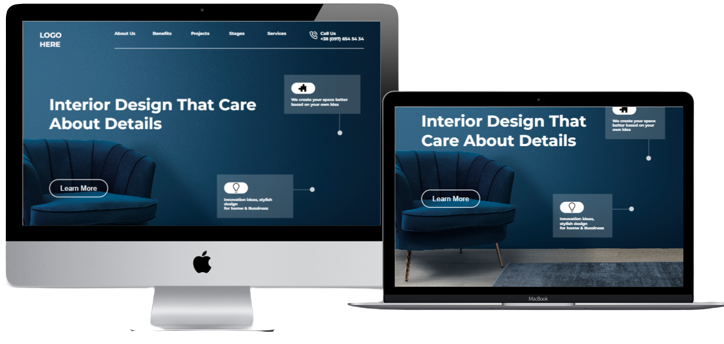 LOGO
HERE
About Us
Benefits
Projects
Stages
Services
Call Us
+38 (097) 654 54 34
Interior Design That Care
About Details
We create your space better
based on your own idea
Learn More
Innovation ideas, stylish
design
for home & Bussiness
Interior Design That
Care About Details
We create your space
better based on your
own idea
Learn More
Innovation ideas,
stylish design
for home & Bussiness
MacBook